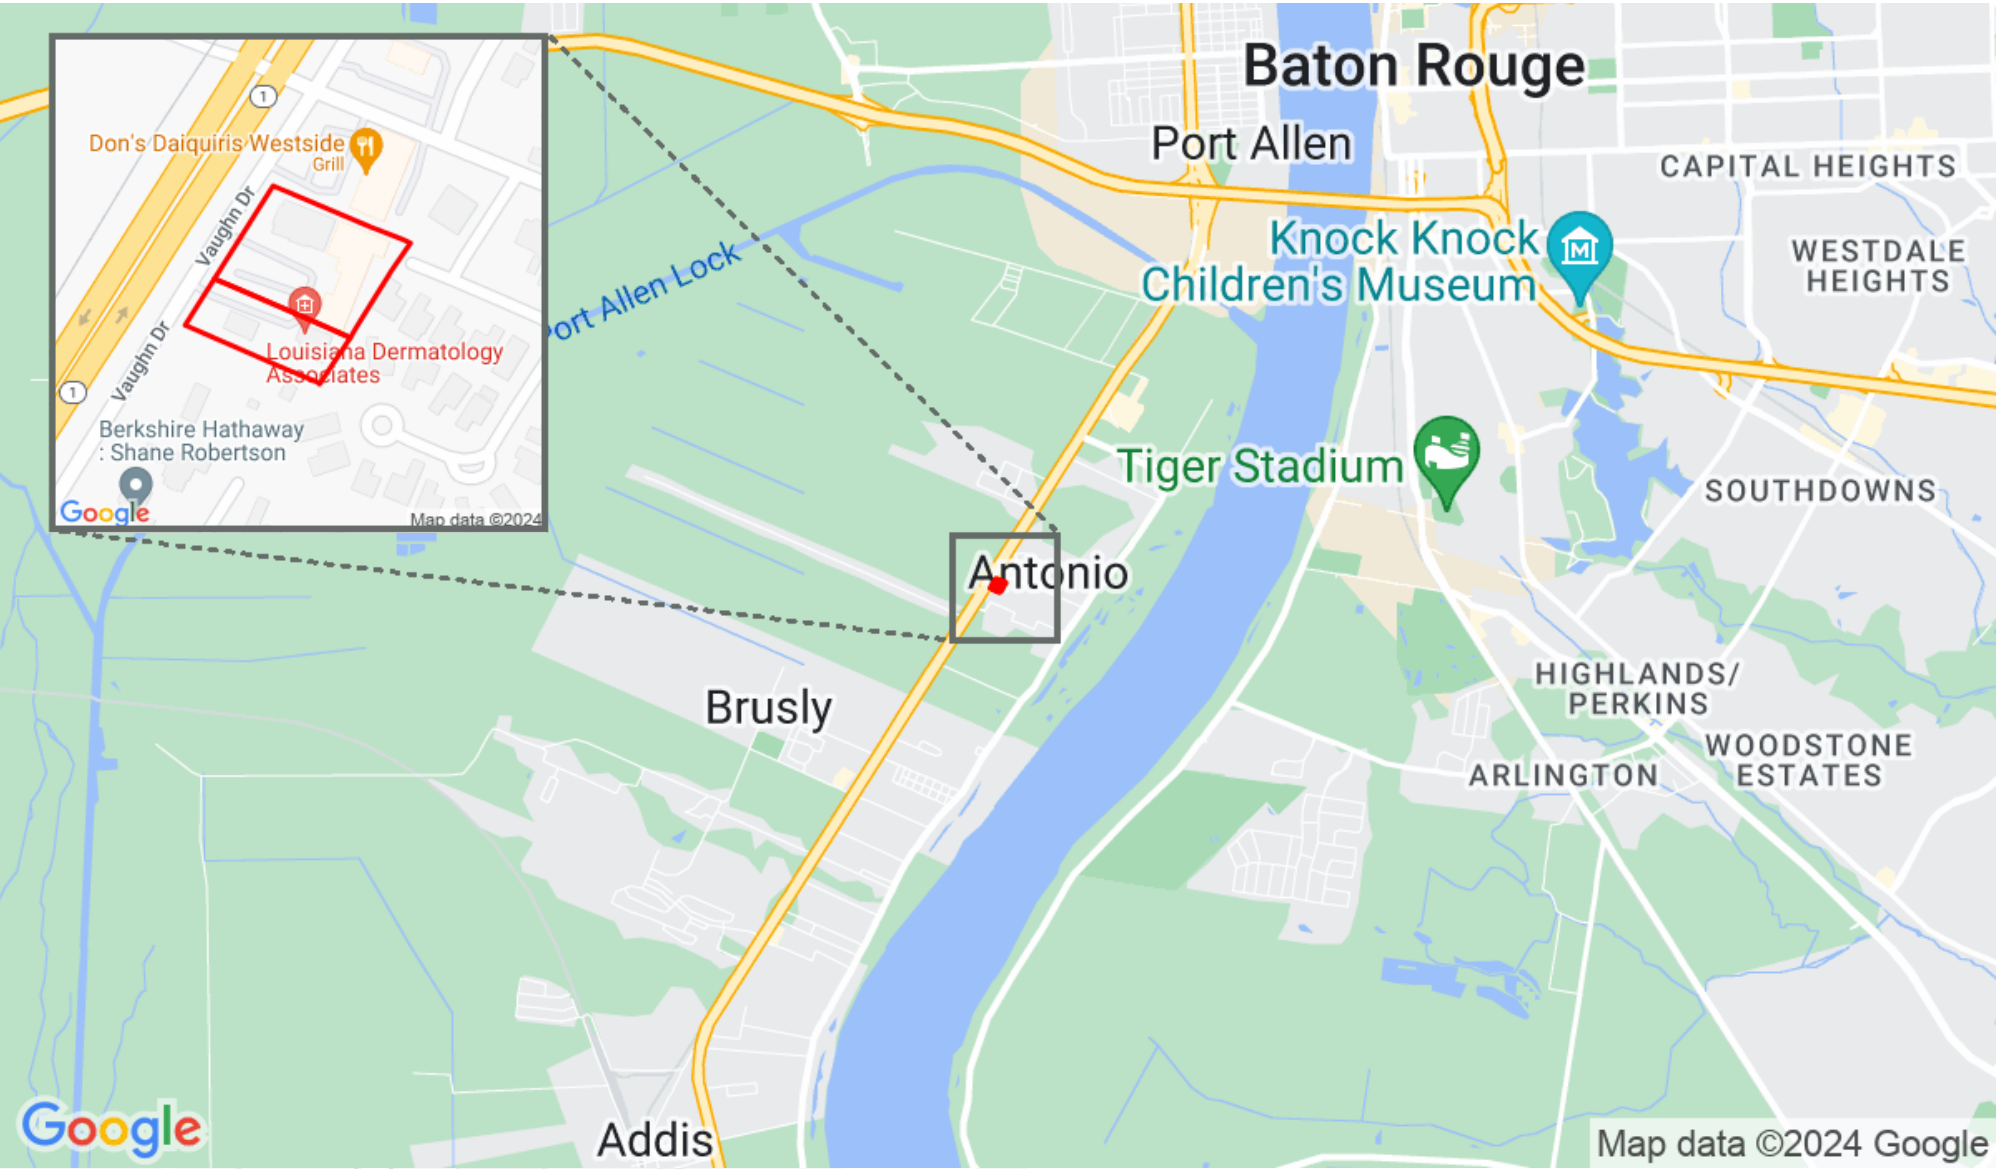 1
Don's Daiquiris Westside
Grill
Vaughn Dr
Vaughn Dr
Louisiana Dermatology
Associates
1
Berkshire Hathaway
: Shane Robertson
Google
Map data ©2024
Baton Rouge
Port Allen
CAPITAL HEIGHTS
Knock Knock
Children's Museum
WESTDALE
HEIGHTS
Port Allen Lock
Tiger Stadium
SOUTHDOWNS
Antonio
Brusly
HIGHLANDS/
PERKINS
WOODSTONE
ESTATES
ARLINGTON
Addis
Google
Map data ©2024 Google